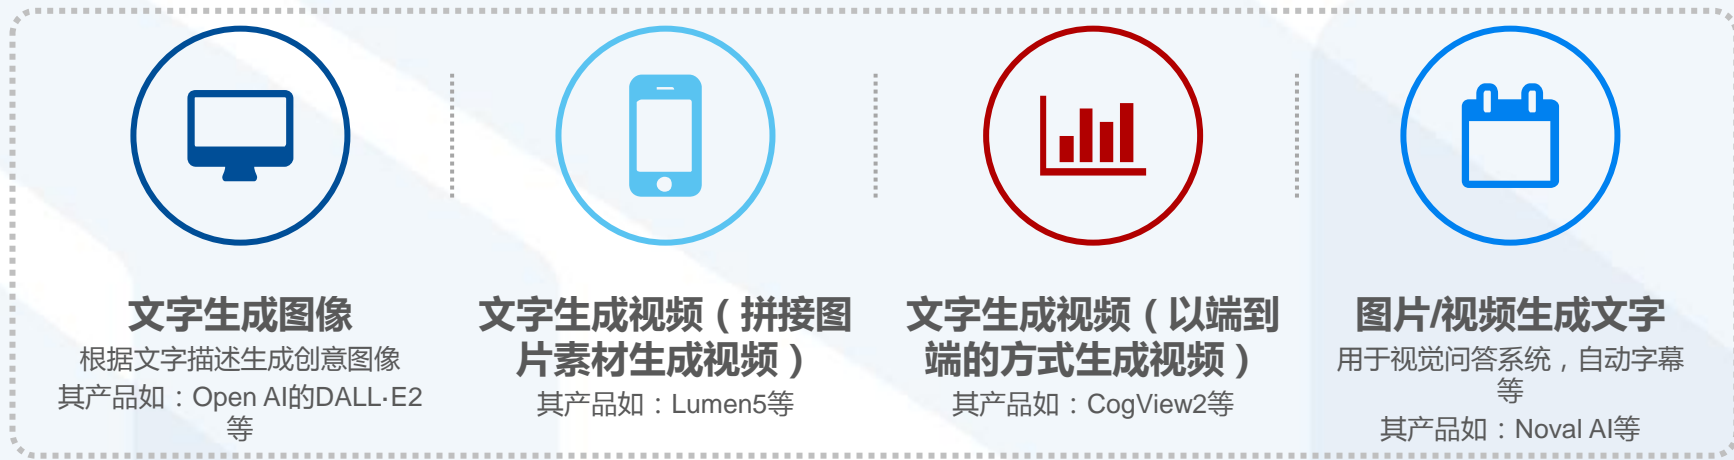 文字生成图像
根据文字描述生成创意图像
其产品如：Open AI的DALL·E2
等
文字生成视频（拼接图
片素材生成视频）
其产品如：Lumen5等
文字生成视频（以端到
端的方式生成视频）
其产品如：CogView2等
图片/视频生成文字
用于视觉问答系统，自动字幕
等
其产品如：Noval AI等